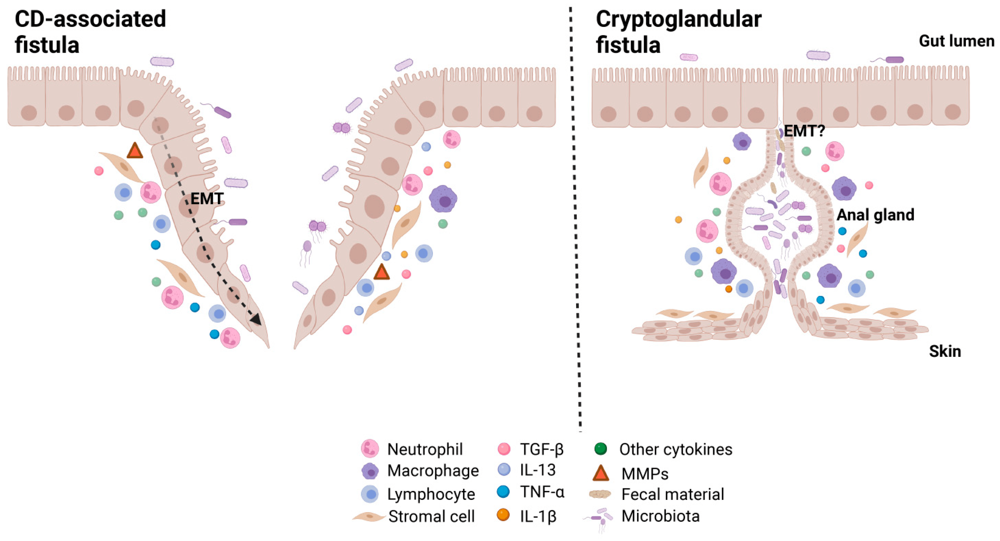 CD-associated
fistula
EMT
Cryptoglandular
fistula
Gut lumen
EMT?
Anal gland
Skin
Neutrophil
Macrophage
Lymphocyte
Stromal cell
TGF-β
IL-13
TNF-α
IL-1β
Other cytokines
MMPs
Fecal material
Microbiota